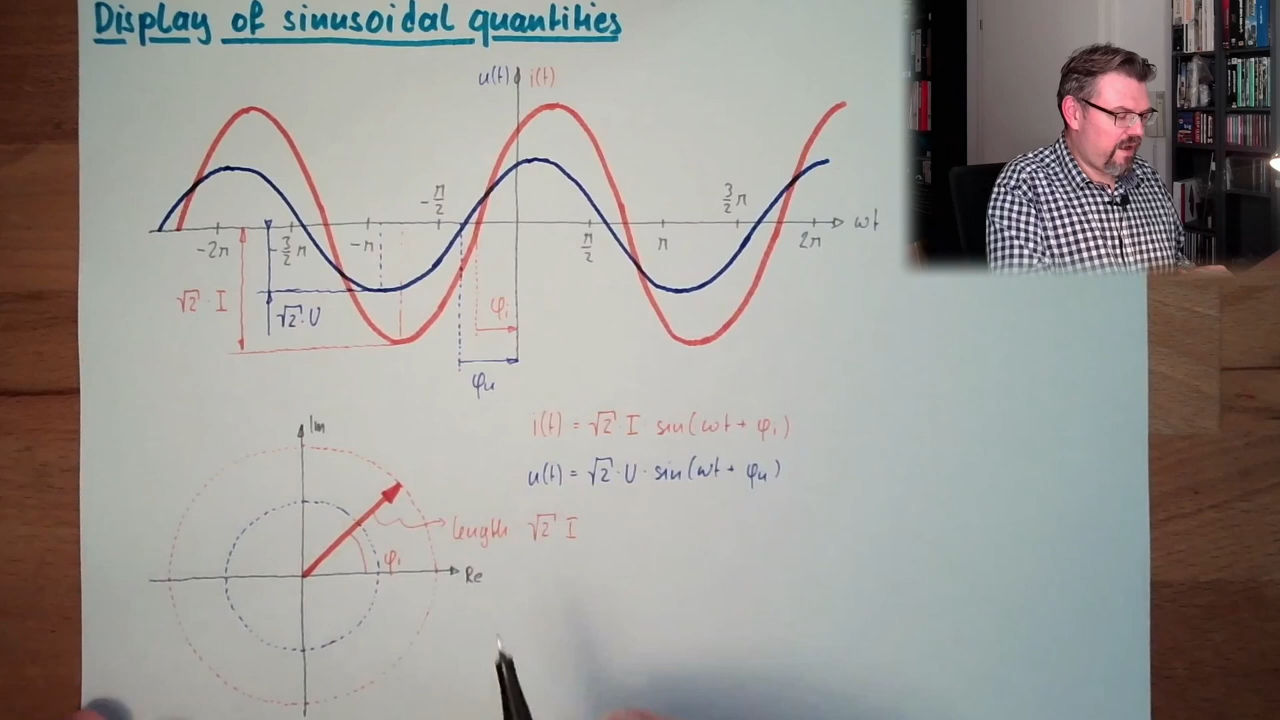 Display of sinusoidal quantities
u(t) i(t)
-π/2
3/2 π
ωt
-2π
-3/2 π
-π
π/2
π
2π
√2 · I
√2 · U
φi
φu
Im
i(t) = √2 · I sin(ωt + φi)
u(t) = √2 · U · sin(ωt + φu)
length √2 I
φi
Re